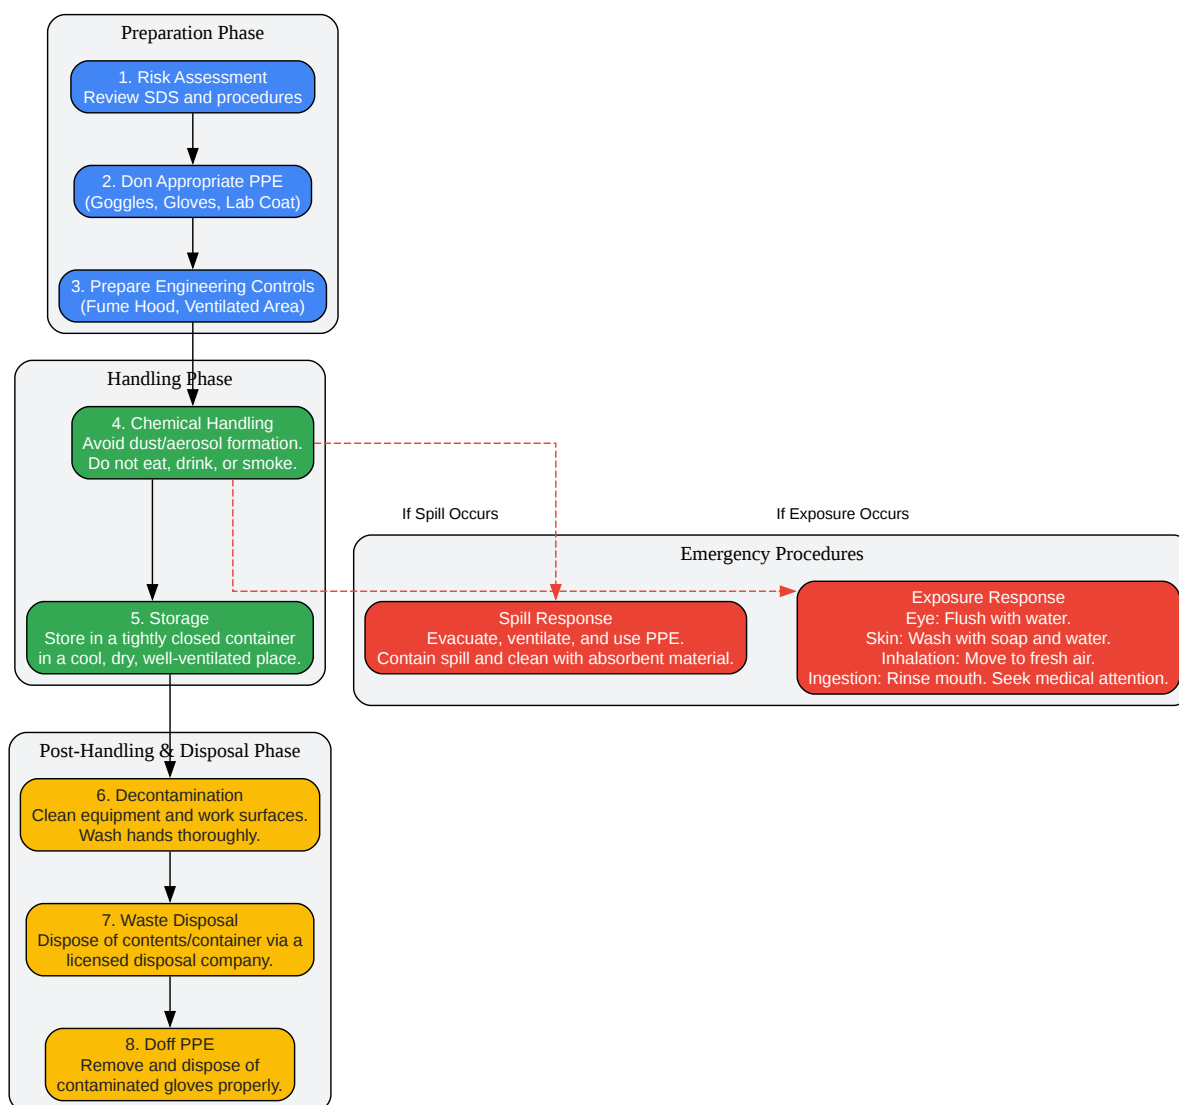 Preparation Phase
1. Risk Assessment
Review SDS and procedures
2. Don Appropriate PPE
(Goggles, Gloves, Lab Coat)
3. Prepare Engineering Controls
(Fume Hood, Ventilated Area)
Handling Phase
4. Chemical Handling
Avoid dust/aerosol formation.
Do not eat, drink, or smoke.
If Spill Occurs
If Exposure Occurs
Emergency Procedures
5. Storage
Store in a tightly closed container
in a cool, dry, well-ventilated place.
Spill Response
Evacuate, ventilate, and use PPE.
Contain spill and clean with absorbent material.
Exposure Response
Eye: Flush with water.
Skin: Wash with soap and water.
Inhalation: Move to fresh air.
Ingestion: Rinse mouth. Seek medical attention.
Post-Handling & Disposal Phase
6. Decontamination
Clean equipment and work surfaces.
Wash hands thoroughly.
7. Waste Disposal
Dispose of contents/container via a
licensed disposal company.
8. Doff PPE
Remove and dispose of
contaminated gloves properly.